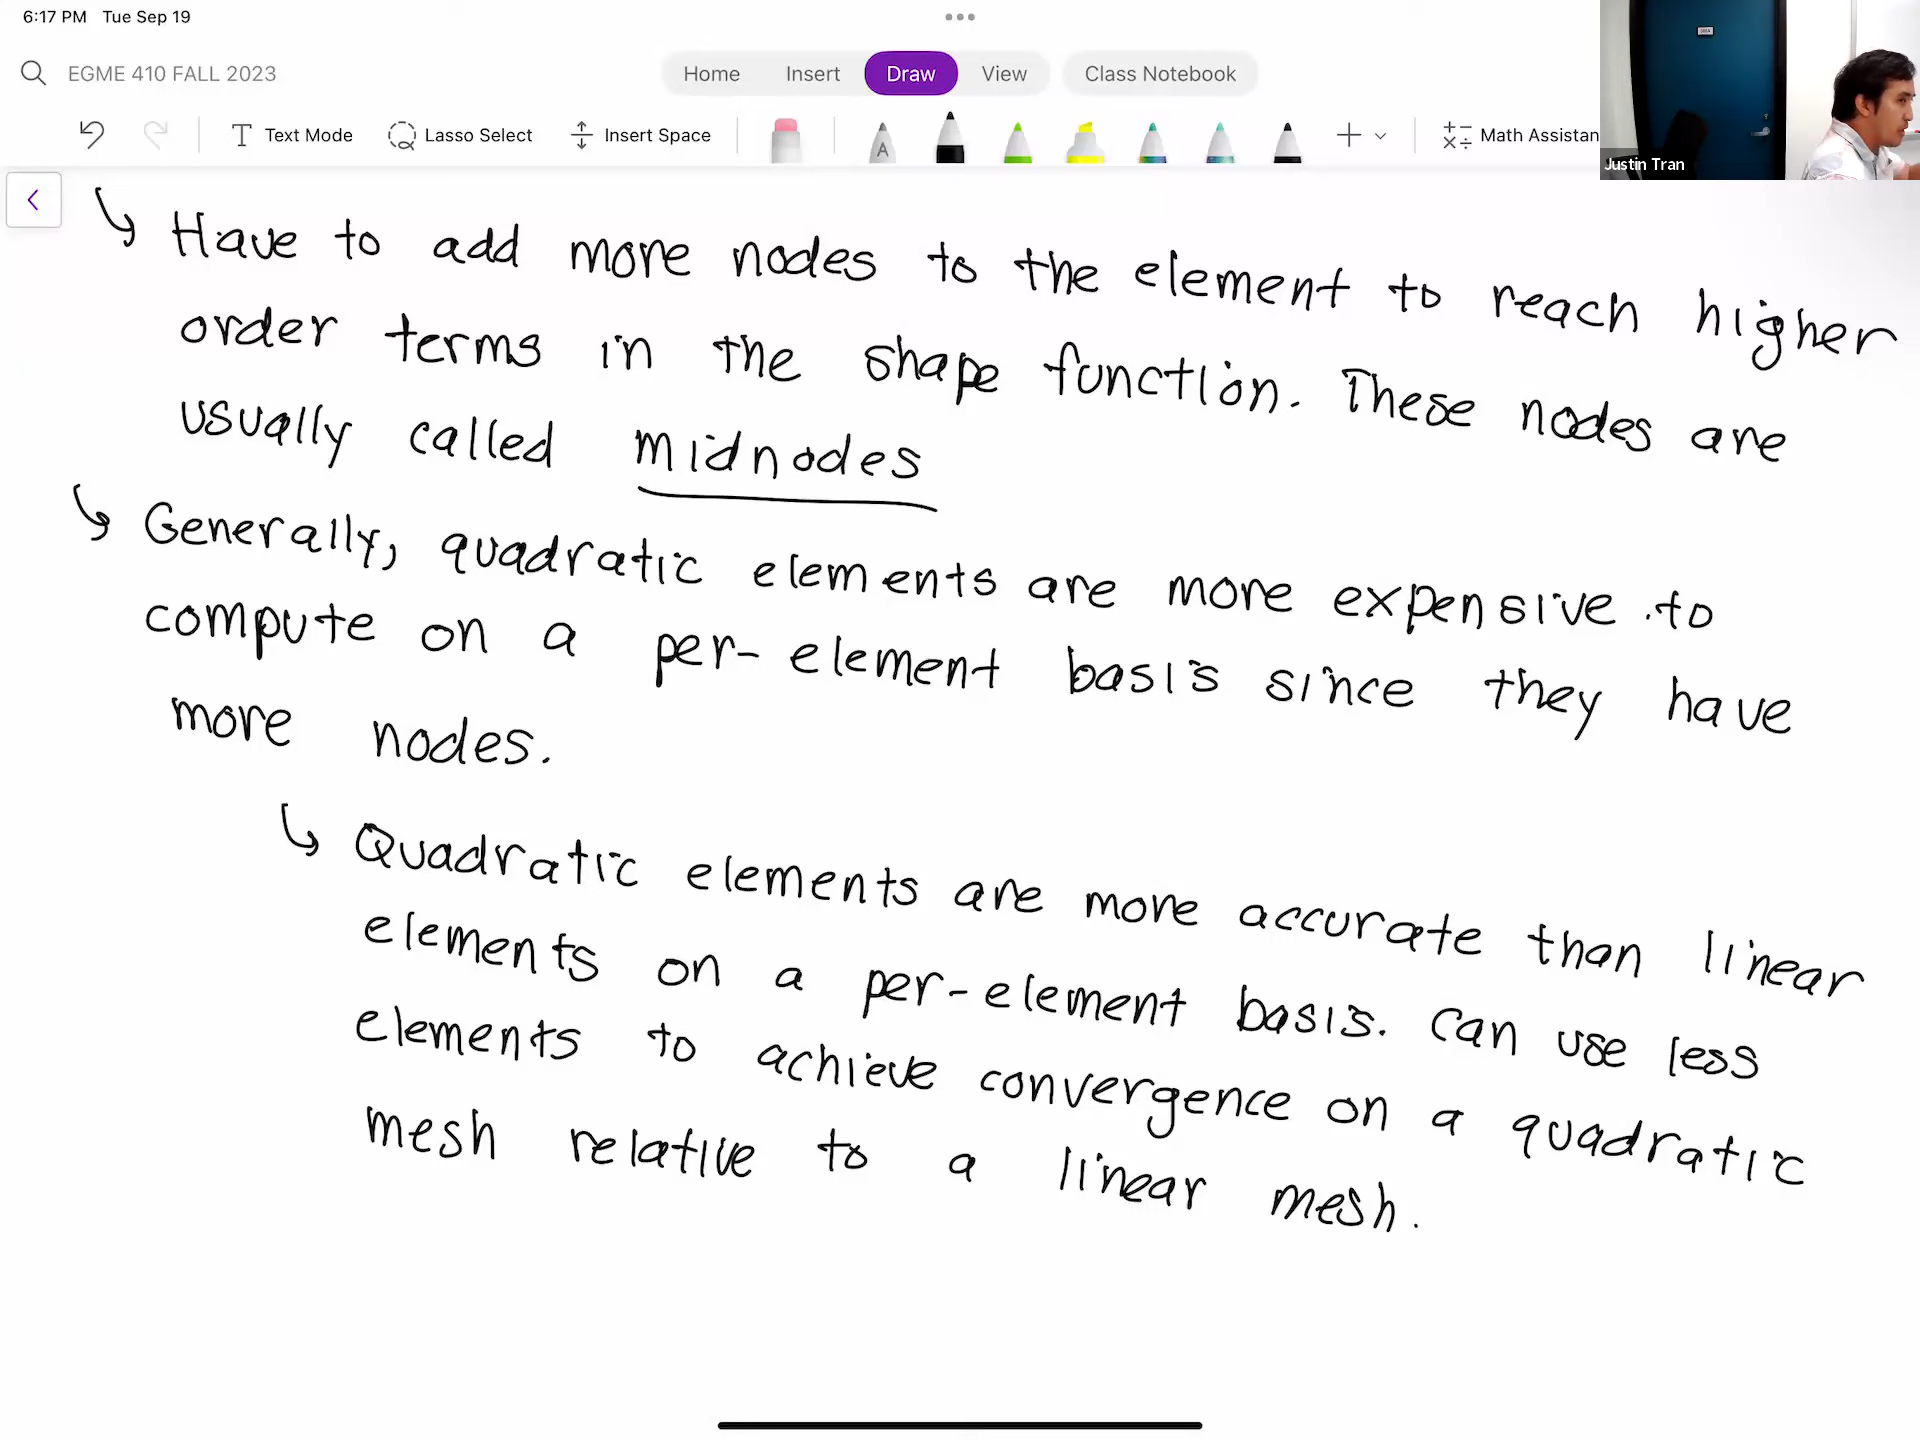 6:17 PM Tue Sep 19
EGME 410 FALL 2023
Home Insert Draw View Class Notebook
Text Mode Lasso Select Insert Space A Math Assistan
Justin Tran
Have to add more nodes to the element to reach higher
order terms in the shape function. These nodes are
usually called midnodes
Generally, quadratic elements are more expensive to
compute on a per-element basis since they have
more nodes.
Quadratic elements are more accurate than linear
elements on a per-element basis. Can use less
elements to achieve convergence on a quadratic
mesh relative to a linear mesh.